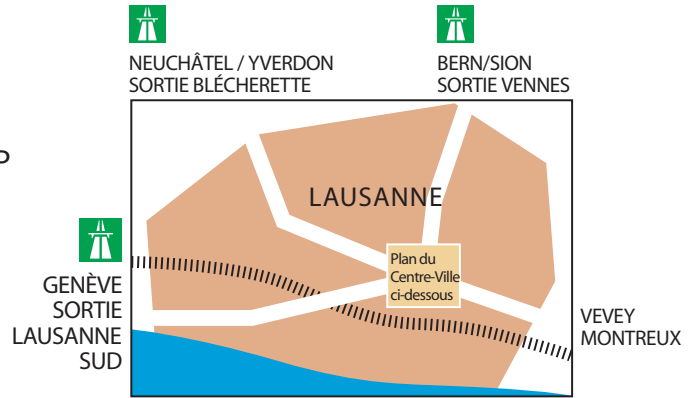 NEUCHÂTEL / YVERDON
SORTIE BLÉCHERETTE
BERN/SION
SORTIE VENNES
P
LAUSANNE
Plan du
Centre-Ville
ci-dessous
GENÈVE
SORTIE
LAUSANNE
SUD
VEVEY
MONTREUX